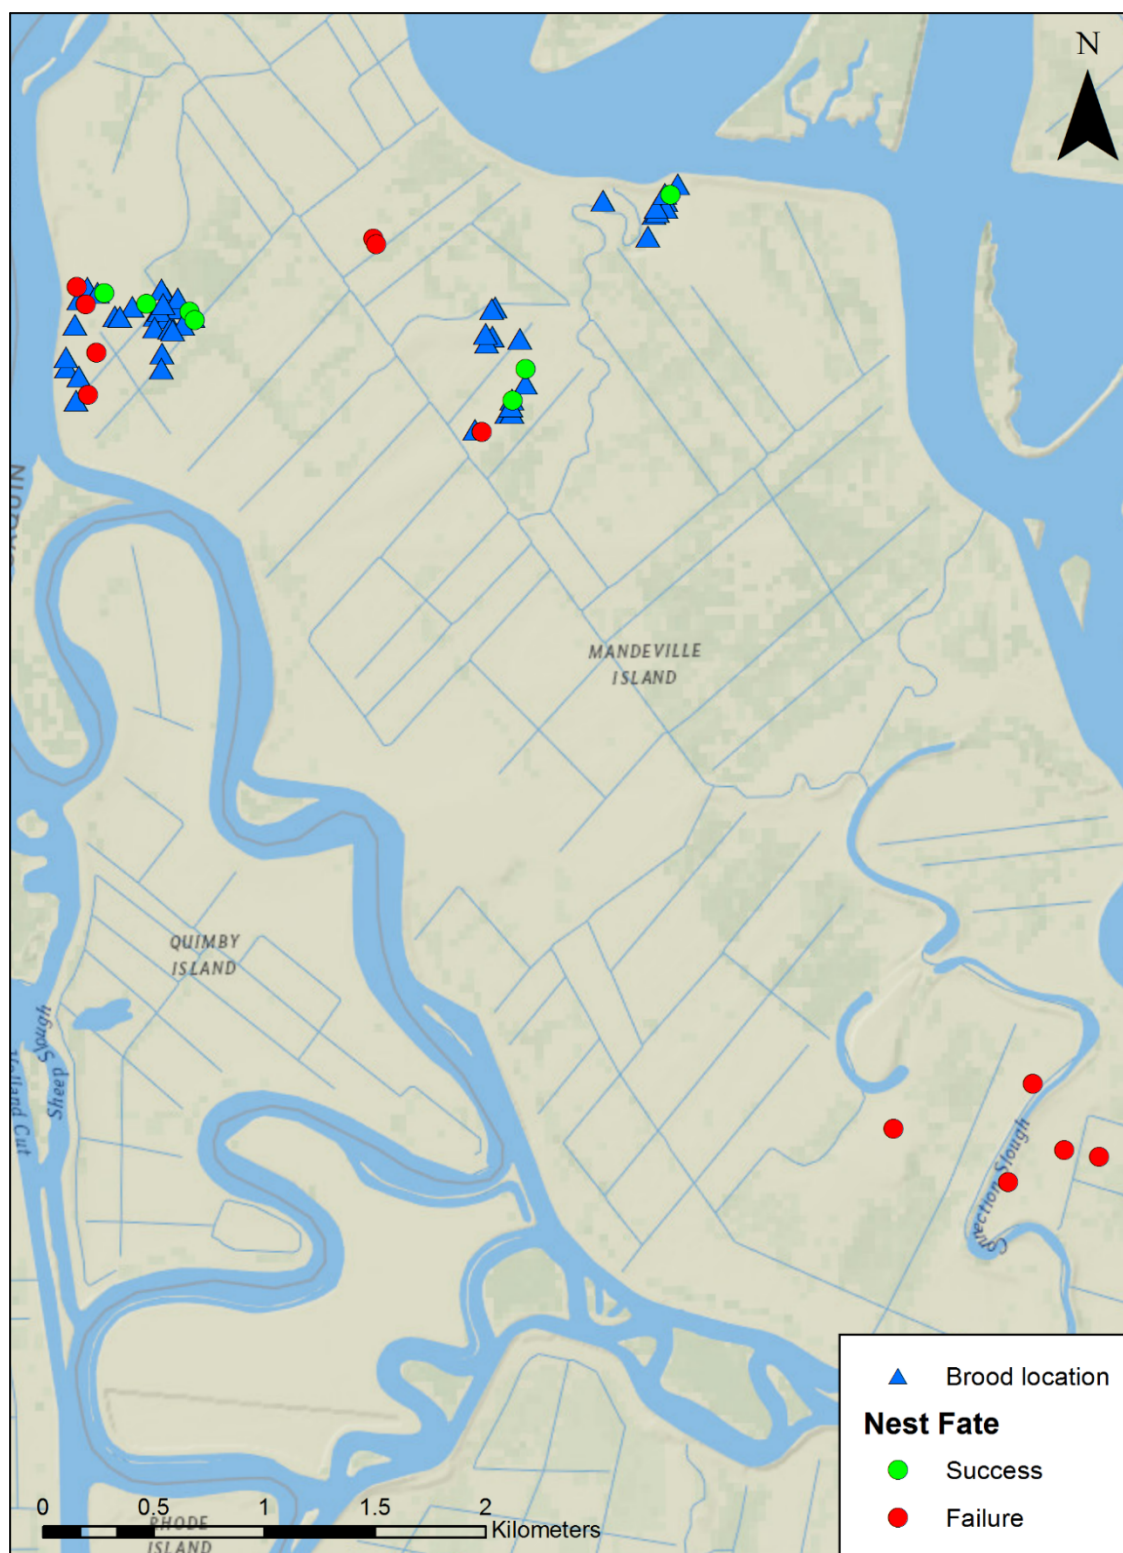 N
MANDEVILLE
ISLAND
QUIMBY
ISLAND
Sheep Slough
Holland Cut
Connection Slough
Brood location
Nest Fate
Success
Failure
0 0.5 1 1.5 2
Kilometers
RHODE
ISLAND